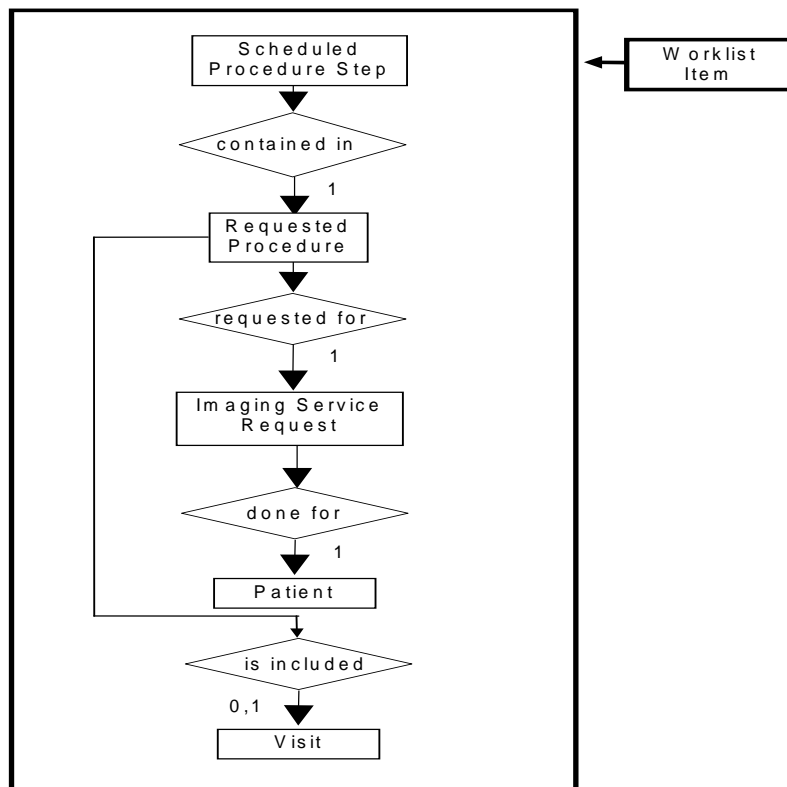 Scheduled
Procedure Step
Worklist
Item
contained in
1
Requested
Procedure
requested for
1
Imaging Service
Request
done for
1
Patient
is included
0,1
Visit